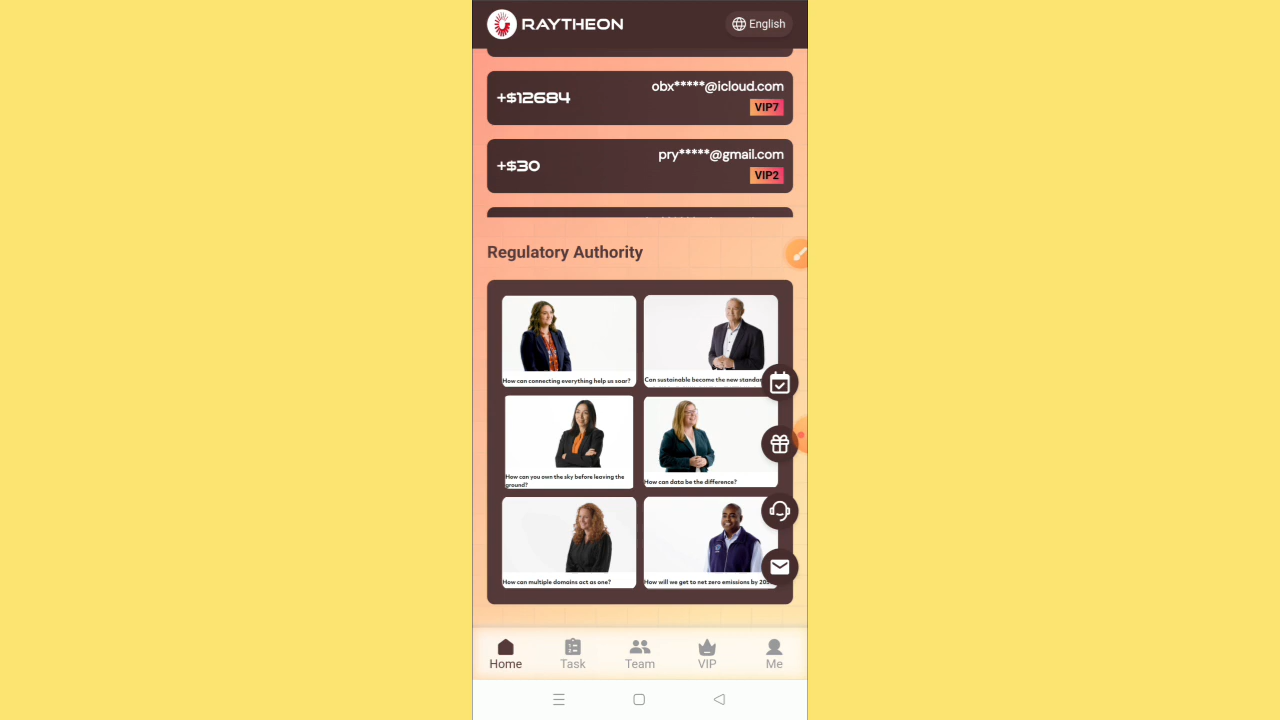 RAYTHEON
English
+$12684
obx*****@icloud.com
VIP7
+$30
pry*****@gmail.com
VIP2
Regulatory Authority
How can connecting everything help us soar?
Can sustainable become the new
How can you own the sky before leaving the
ground?
How can data be the difference?
How can multiple domains act as one?
How will we get to net zero emissions by
Home
Task
Team
VIP
Me